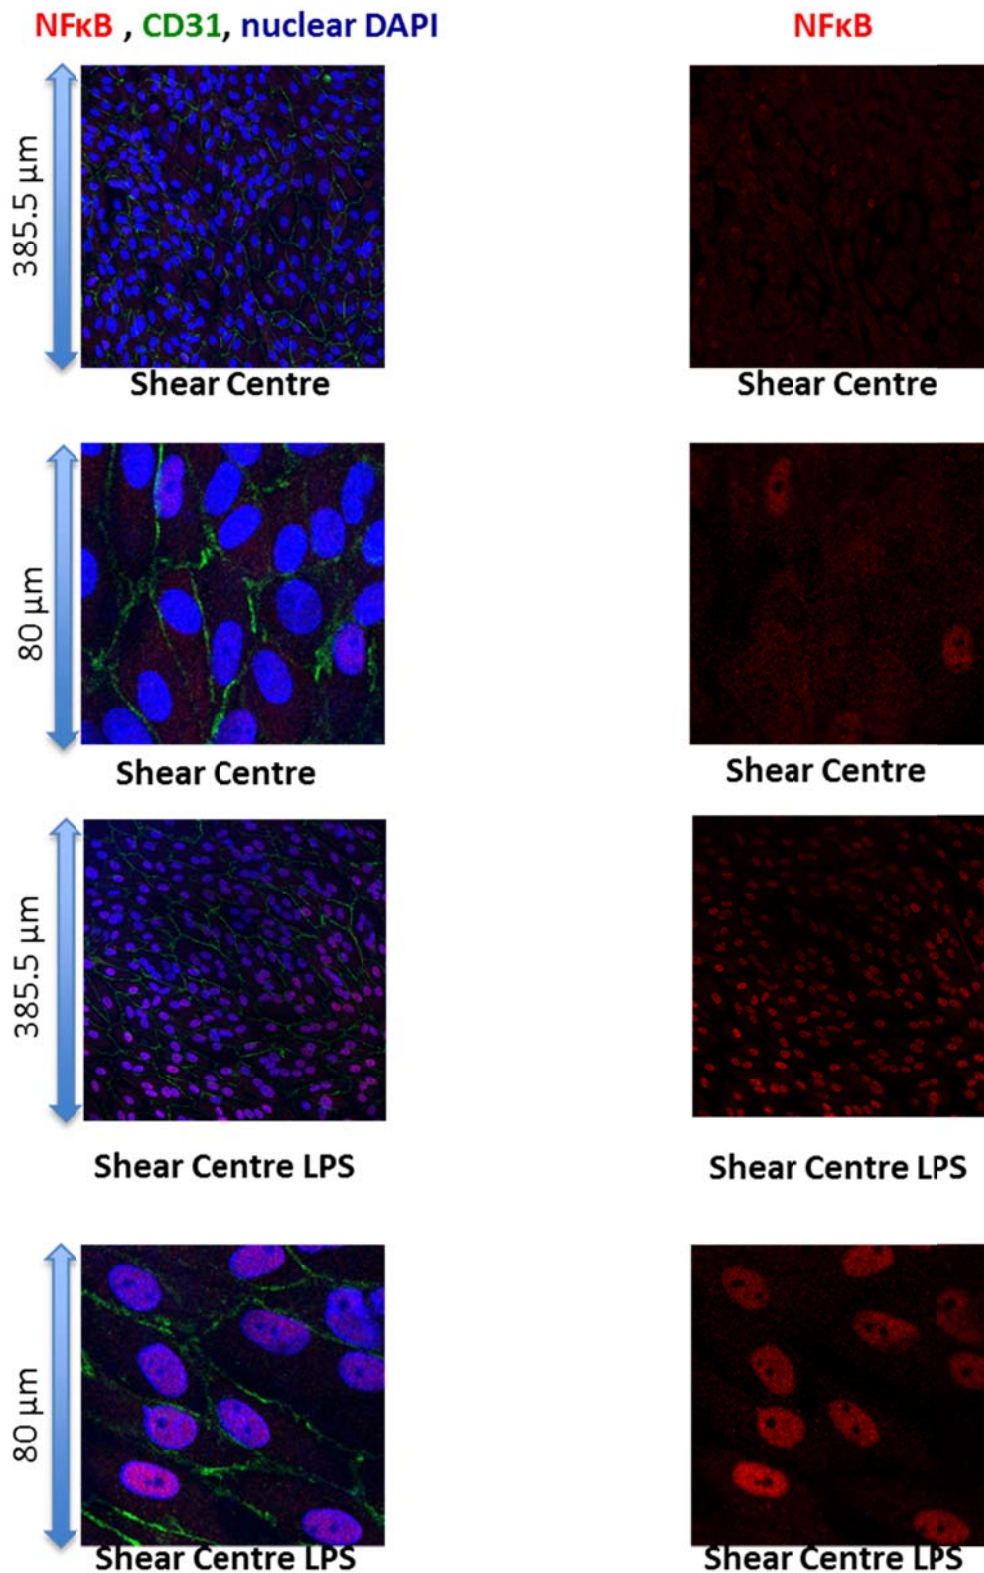 NFκB , CD31, nuclear DAPI
NFκB
385.5 µm
Shear Centre
Shear Centre
80 µm
Shear Centre
Shear Centre
385.5 µm
Shear Centre LPS
Shear Centre LPS
80 µm
Shear Centre LPS
Shear Centre LPS